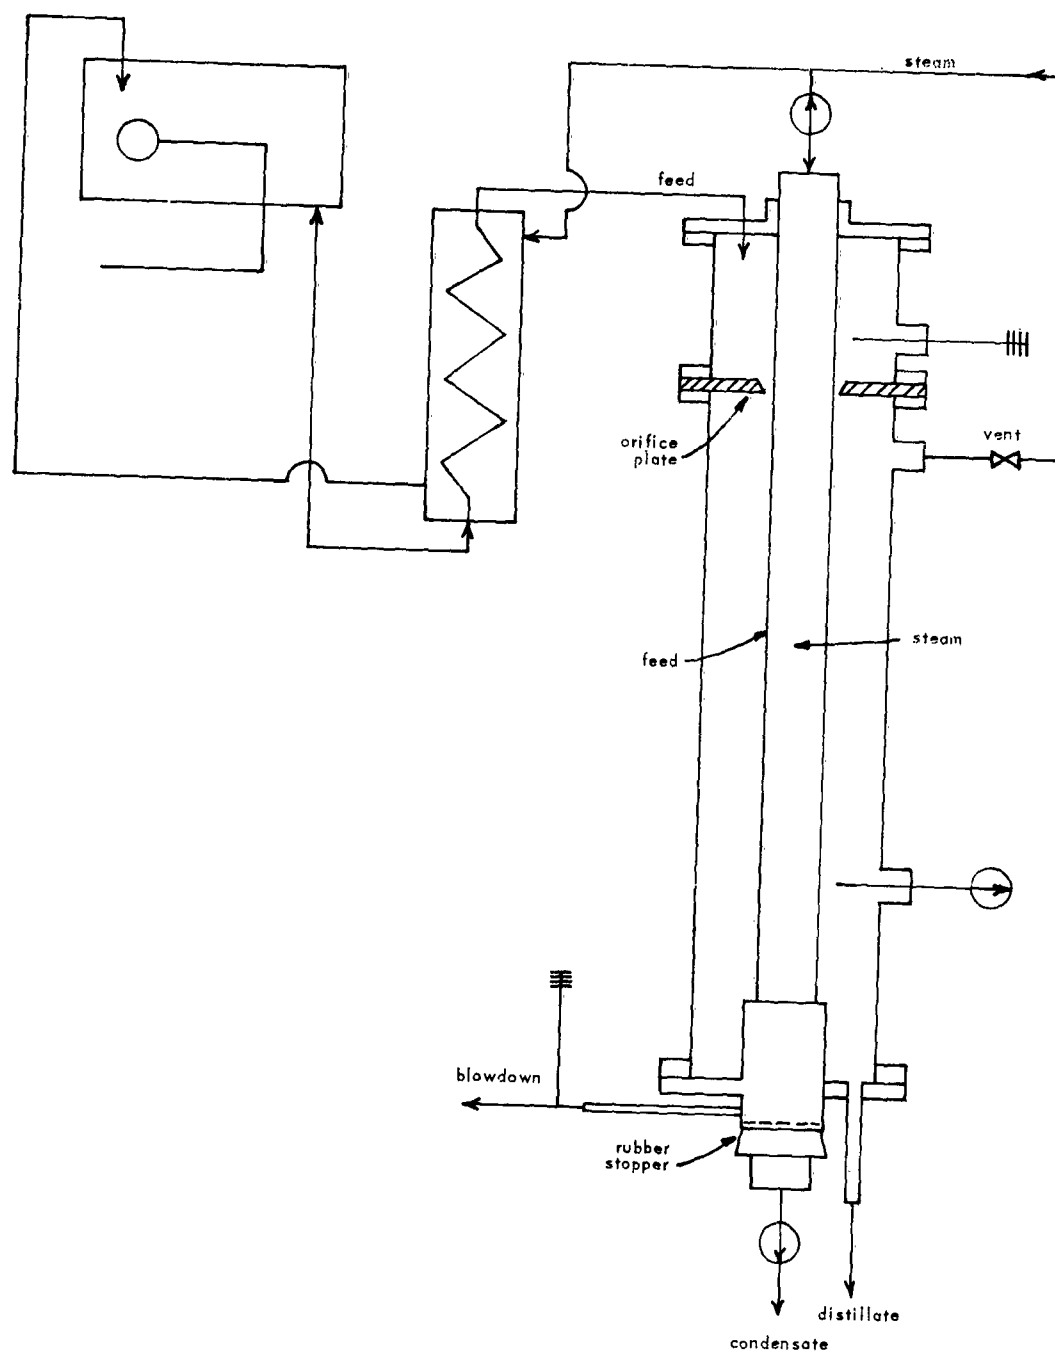 steam
feed
orifice
plate
vent
feed
steam
blowdown
rubber
stopper
distillate
condensate